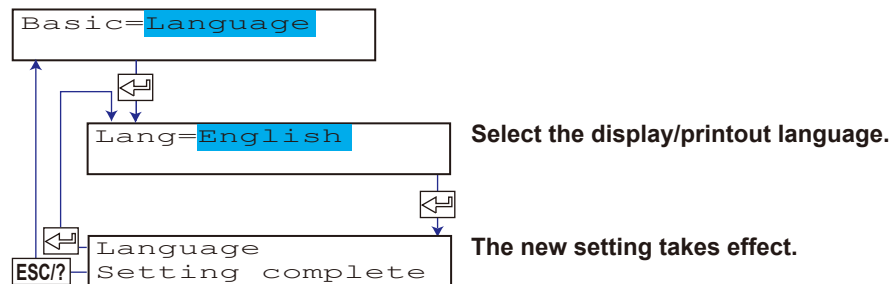 Basic=Language
Lang=English
Select the display/printout language.
Language
Setting complete
The new setting takes effect.
ESC/?